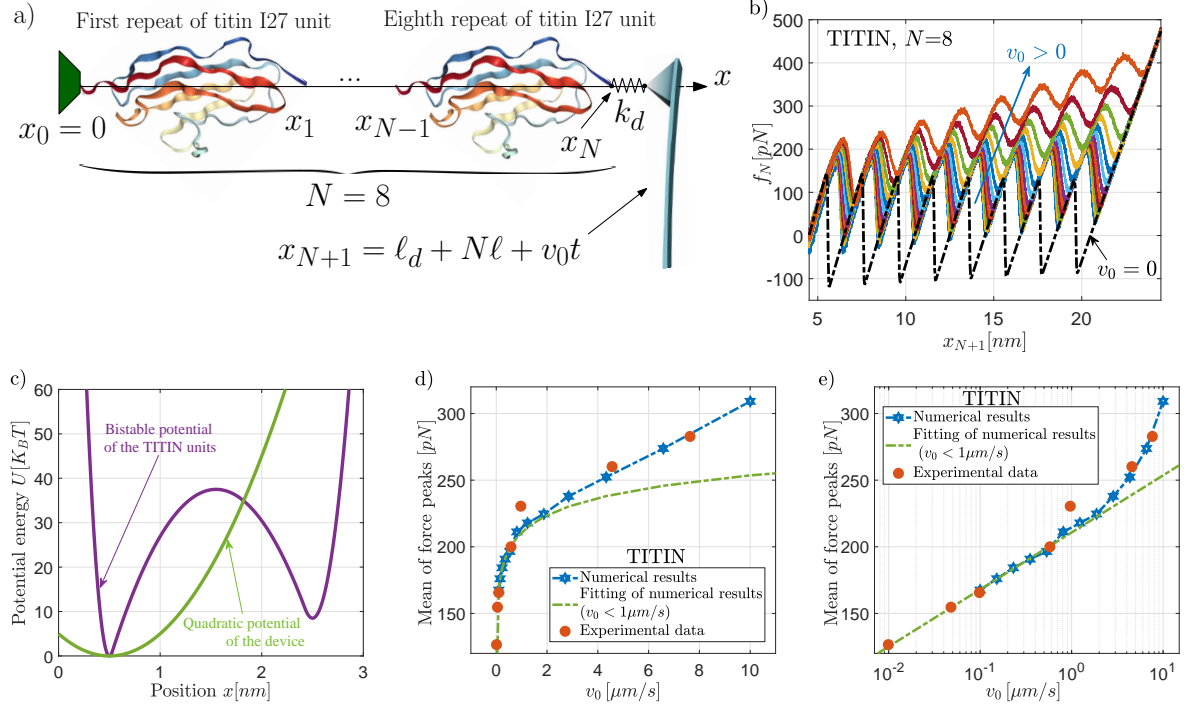 a)
First repeat of titin I27 unit
Eighth repeat of titin I27 unit
...
x
x_0 = 0
x_1
x_{N-1}
x_N
k_d
N = 8
x_{N+1} = ℓ_d + Nℓ + v_0t
b)
TITIN, N=8
v_0 > 0
v_0 = 0
f_N[pN]
500
400
300
200
100
0
-100
5
10
15
20
x_{N+1}[nm]
c)
Potential energy U[K_BT]
60
50
40
30
20
10
0
Bistable potential
of the TITIN units
Quadratic potential
of the device
0
1
2
3
Position x[nm]
d)
Mean of force peaks [pN]
300
250
200
150
TITIN
Numerical results
Fitting of numerical results
(v_0 < 1μm/s)
Experimental data
0
2
4
6
8
10
v_0 [μm/s]
e)
Mean of force peaks [pN]
300
250
200
150
TITIN
Numerical results
Fitting of numerical results
(v_0 < 1μm/s)
Experimental data
10^{-2}
10^{-1}
10^0
10^1
v_0 [μm/s]